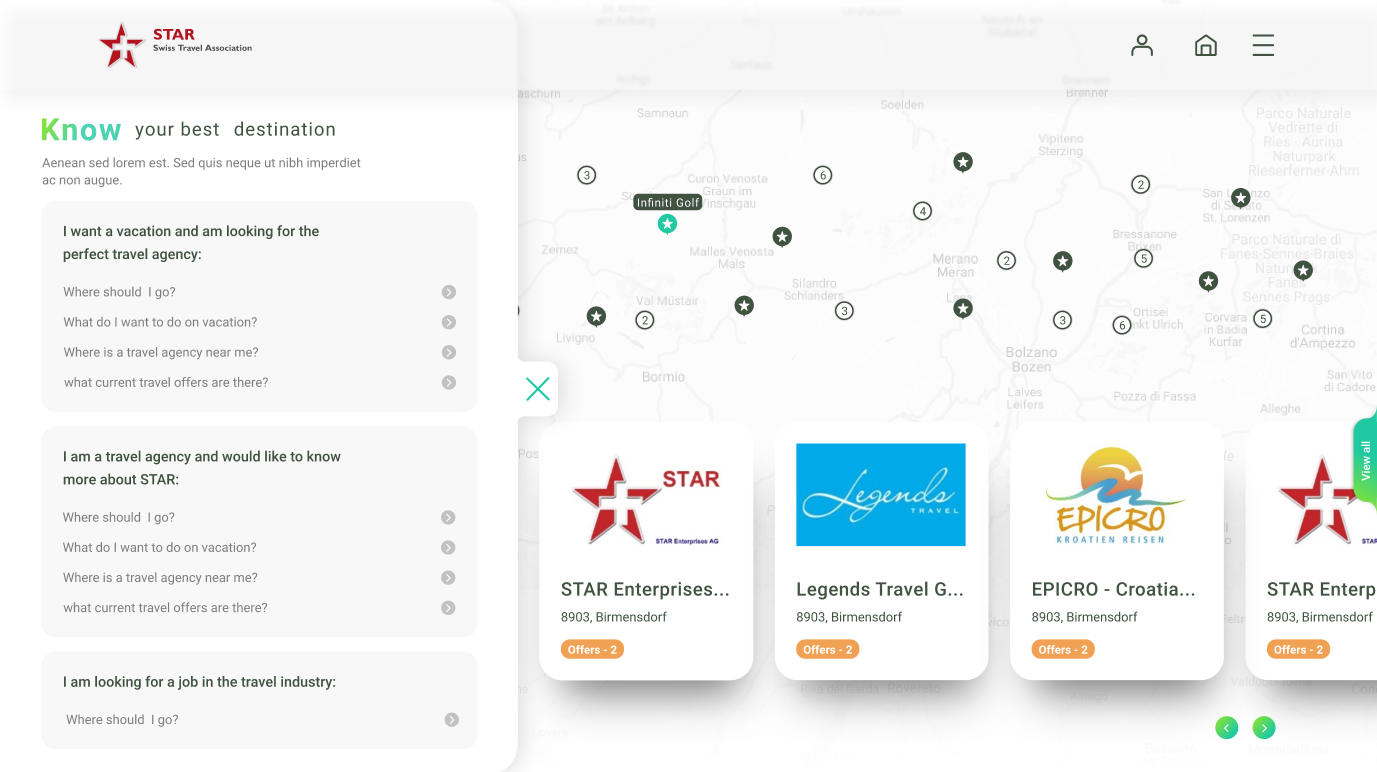 STAR
Swiss Travel Association
Know your best destination
Aenean sed lorem est. Sed quis neque ut nibh imperdiet
ac non augue.
I want a vacation and am looking for the
perfect travel agency:
Where should I go?
What do I want to do on vacation?
Where is a travel agency near me?
what current travel offers are there?
I am a travel agency and would like to know
more about STAR:
Where should I go?
What do I want to do on vacation?
Where is a travel agency near me?
what current travel offers are there?
I am looking for a job in the travel industry:
Where should I go?
Serfaus
Brennen
Brenner
aschurn
Samnaun
Soelden
Parco Naturale
Vedrette di
Ries - Aurina
Naturpark
Rieserferner-Ahrn
Vipiteno
Sterzing
us
3
6
2
Curon Venosta
Graun im
Vinschgau
Infiniti Golf
4
San Lorenzo
St. Lorenzen
Zernez
Malles Venosta
Mals
Bressanone
Brixen
Parco Naturale di
Fanes-Sennes-Braies
Fanes
Sennes Prags
Merano
Meran
2
5
Silandro
Schlanders
Val Müstair
2
3
3
6
5
Ortisei
nkt Ulrich
Corvara
in Badia
Kurfar
Cortina
d'Ampezzo
Livigno
Bolzano
Bozen
Bormio
San Vito
di Cadore
Laives
Leifers
Pozza di Fassa
Alleghe
View all
Pos
STAR
STAR Enterprises AG
STAR Enterprises...
8903, Birmensdorf
Offers - 2
Legends
TRAVEL
Legends Travel G...
8903, Birmensdorf
Offers - 2
EPICRO
KROATIEN REISEN
EPICRO - Croatia...
8903, Birmensdorf
Offers - 2
STAR
STAR Enterp
8903, Birmensdorf
Offers - 2
Riva del Garda
Rovereto